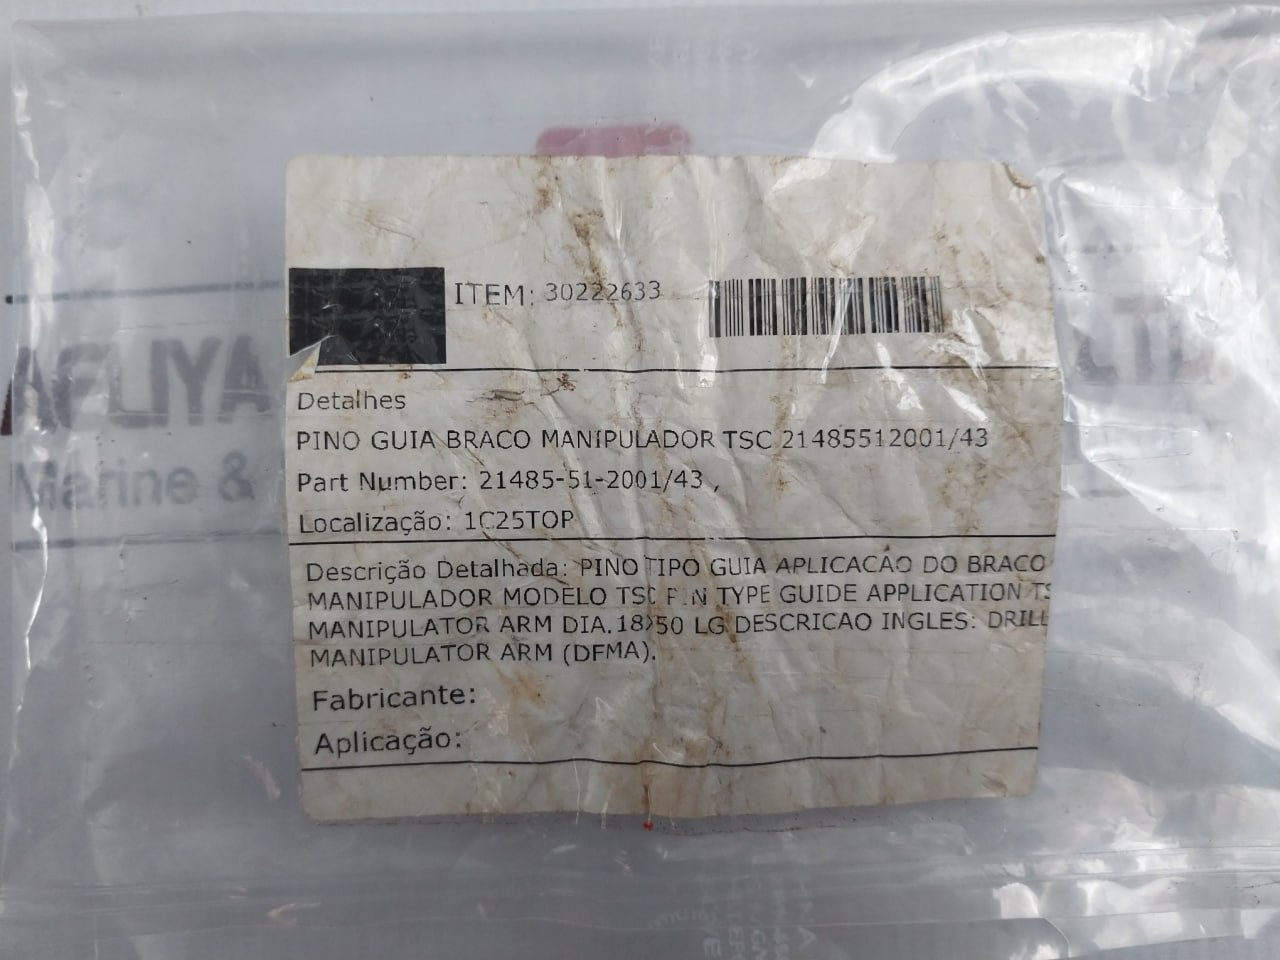 ITEM: 30222633
Detalhes
PINO GUIA BRACO MANIPULADOR TSC 21485512001/43
Part Number: 21485-51-2001/43 ,
Localização: 1C25TOP
Descrição Detalhada: PINO TIPO GUIA APLICACAO DO BRACO
MANIPULADOR MODELO TSC PIN TYPE GUIDE APPLICATION TS
MANIPULATOR ARM DIA.18X50 LG DESCRICAO INGLES: DRILL
MANIPULATOR ARM (DFMA).
Fabricante:
Aplicação:
Marine &